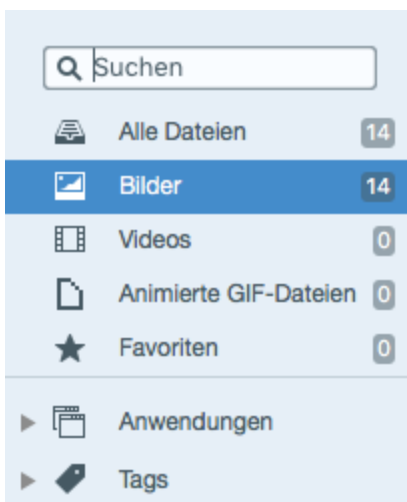 Suchen
Alle Dateien 14
Bilder 14
Videos 0
Animierte GIF-Dateien 0
Favoriten 0
Anwendungen
Tags